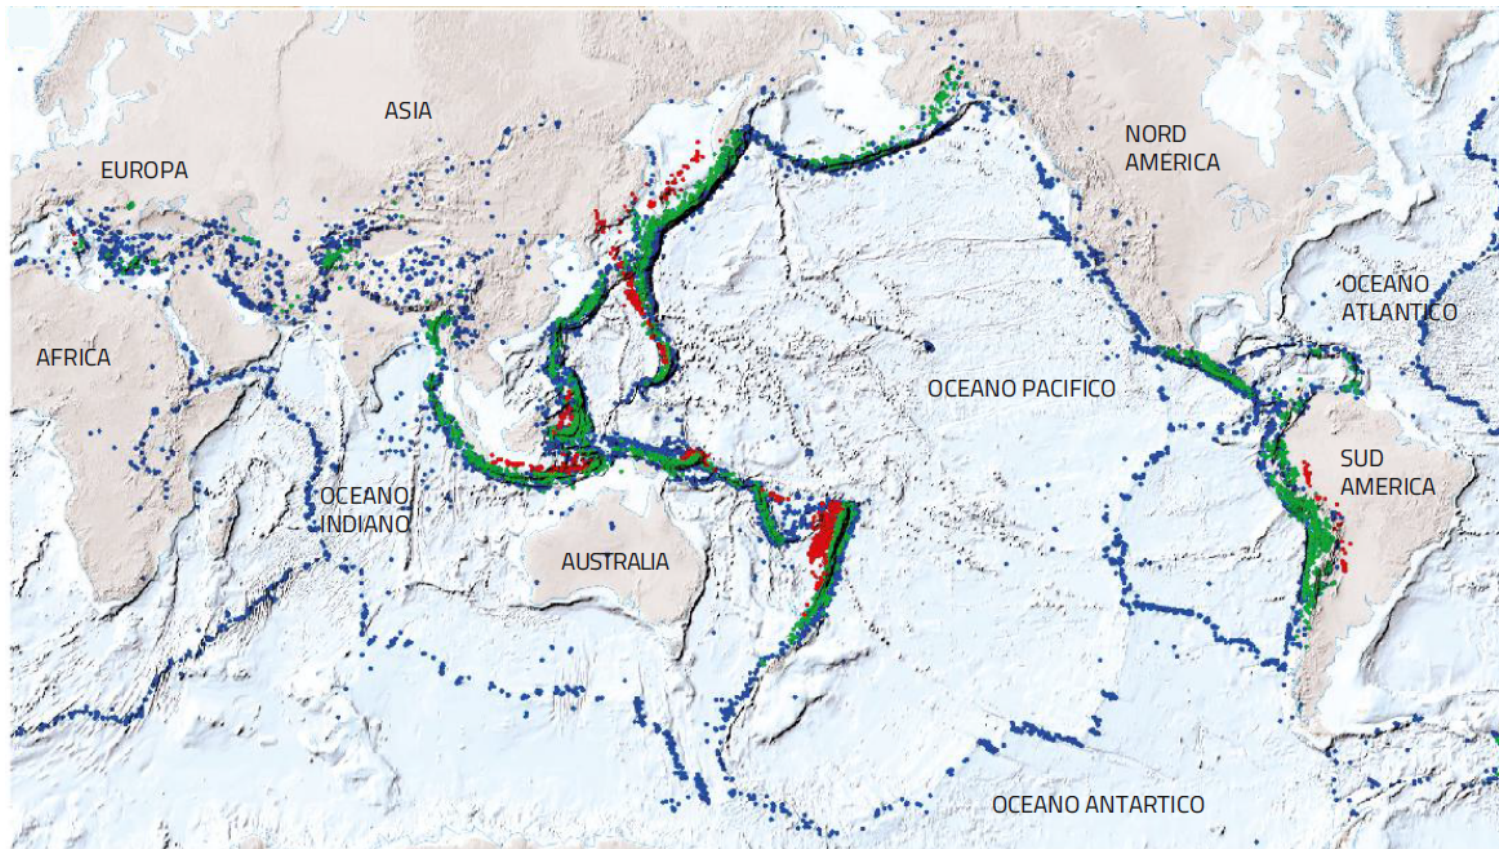 ASIA
NORD
AMERICA
EUROPA
OCEANO
ATLANTICO
AFRICA
OCEANO PACIFICO
SUD
AMERICA
OCEANO
INDIANO
AUSTRALIA
OCEANO ANTARTICO